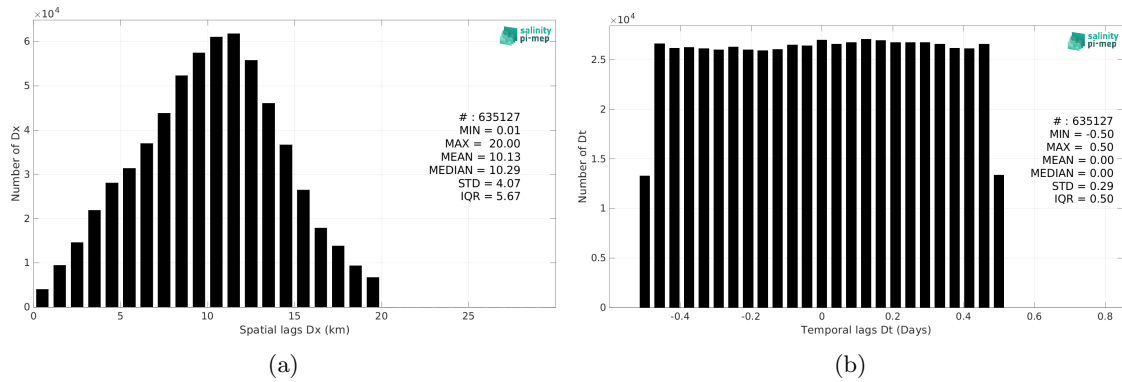 ×10⁴
salinity
pi-mep
6
5
4
3
2
1
0
Number of Dx
# : 635127
MIN = 0.01
MAX = 20.00
MEAN = 10.13
MEDIAN = 10.29
STD = 4.07
IQR = 5.67
0 5 10 15 20 25
Spatial lags Dx (km)
(a)
×10⁴
salinity
pi-mep
2.5
2
1.5
1
0.5
0
Number of Dt
# : 635127
MIN = -0.50
MAX = 0.50
MEAN = 0.00
MEDIAN = 0.00
STD = 0.29
IQR = 0.50
-0.4 -0.2 0 0.2 0.4 0.6 0.8
Temporal lags Dt (Days)
(b)